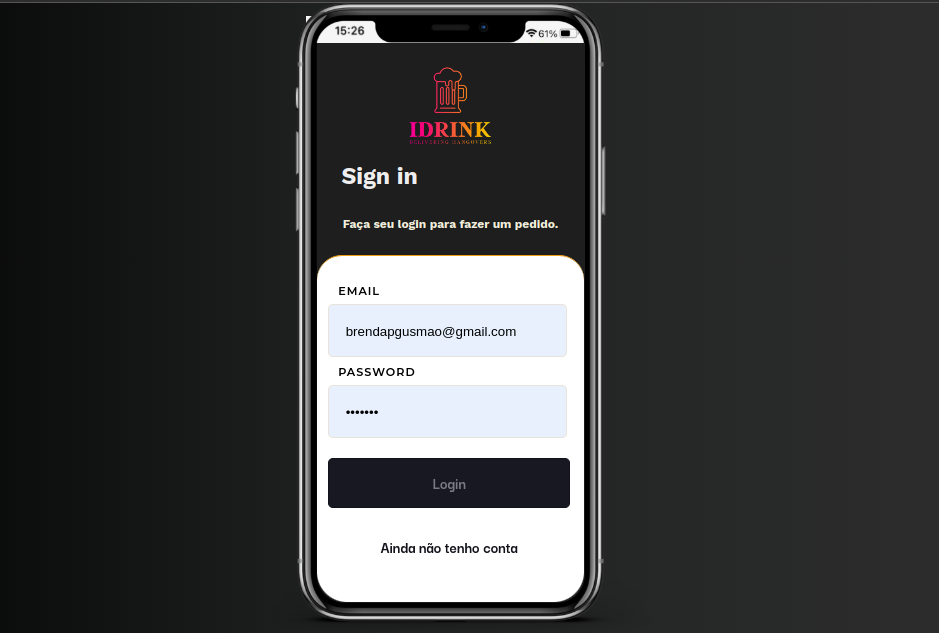 15:26
61%
IDRINK
DELIVERING HANGOVERS
Sign in
Faça seu login para fazer um pedido.
EMAIL
brendapgusmao@gmail.com
PASSWORD
•••••••
Login
Ainda não tenho conta